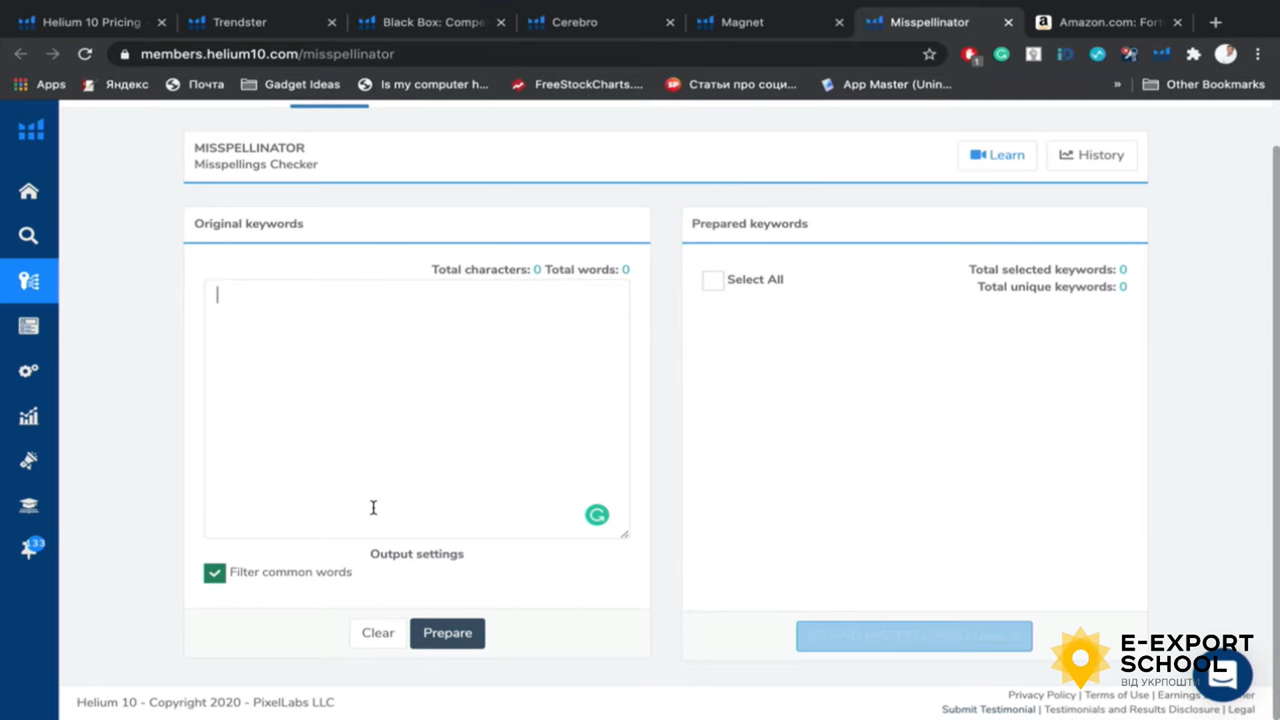 Helium 10 Pricing -
Trendster
Black Box: Compe
Cerebro
Magnet
Misspellinator
Amazon.com: Fort
members.helium10.com/misspellinator
Apps
Яндекс
Почта
Gadget Ideas
Is my computer h...
FreeStockCharts....
Статьи про соци...
App Master (Unin...
»
Other Bookmarks
MISSPELLINATOR
Misspellings Checker
Learn
History
Original keywords
Prepared keywords
Total characters: 0 Total words: 0
Select All
Total selected keywords: 0
Total unique keywords: 0
Output settings
Filter common words
Clear
Prepare
133
E-EXPORT
SCHOOL
ВІД УКРПОШТИ
Helium 10 - Copyright 2020 - PixelLabs LLC
Privacy Policy | Terms of Use |
Submit Testimonial | Testimonials and Results Disclosure | Legal